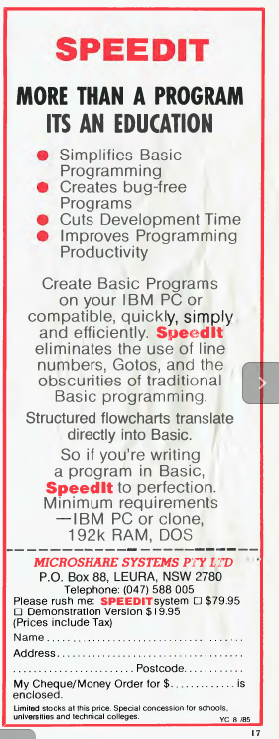 SPEEDIT
MORE THAN A PROGRAM
ITS AN EDUCATION
● Simplifies Basic
Programming
● Creates bug-free
Programs
● Cuts Development Time
● Improves Programming
Productivity
Create Basic Programs
on your IBM PC or
compatible, quickly, simply
and efficiently. SpeedIt
eliminates the use of line
numbers, Gotos, and the
obscurities of traditional
Basic programming.
Structured flowcharts translate
directly into Basic.
So if you're writing
a program in Basic,
SpeedIt to perfection.
Minimum requirements
—IBM PC or clone,
192k RAM, DOS
MICROSHARE SYSTEMS PTY LTD
P.O. Box 88, LEURA, NSW 2780
Telephone: (047) 588 005
Please rush me: SPEEDIT system □ $79.95
□ Demonstration Version $19.95
(Prices include Tax)
Name....................................
Address.................................
........................Postcode...........
My Cheque/Money Order for $............. is
enclosed.
Limited stocks at this price. Special concession for schools,
universities and technical colleges.
YC 8 /85
17